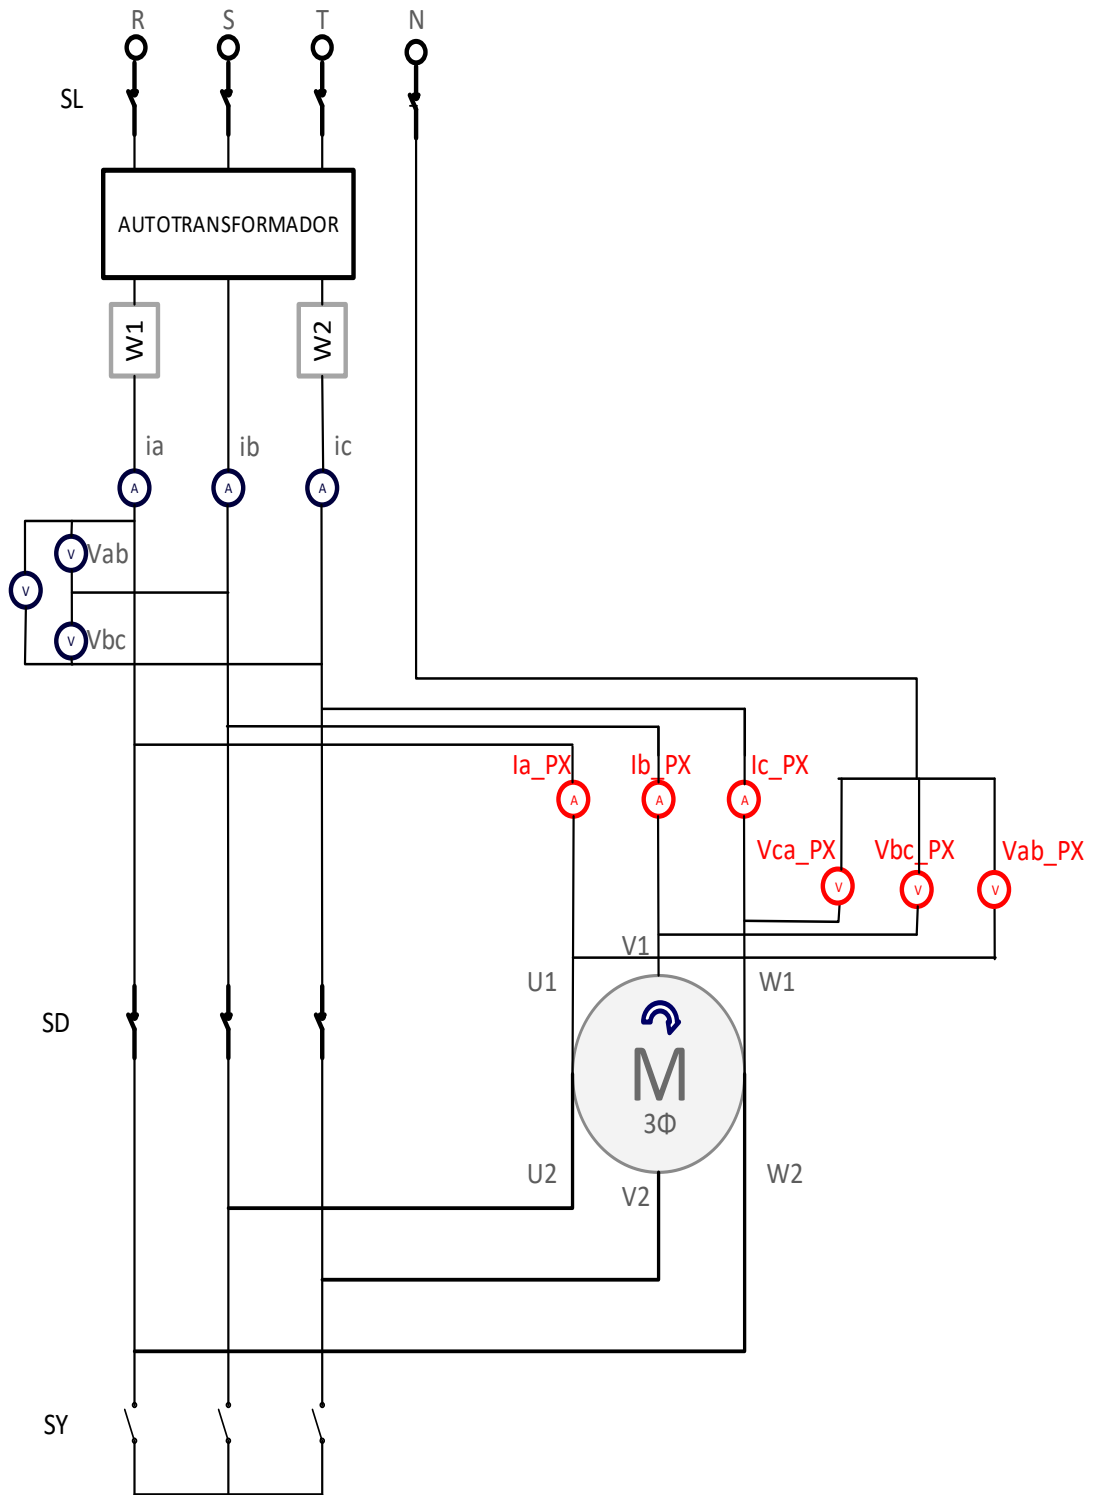 R S T N
SL
AUTOTRANSFORMADOR
W1 W2
ia ib ic
A A A
V Vab
V
V Vbc
Ia_PX Ib_PX Ic_PX
A A A
Vca_PX Vbc_PX Vab_PX
V V V
V1
U1 W1
SD
M
3Φ
U2 W2
V2
SY